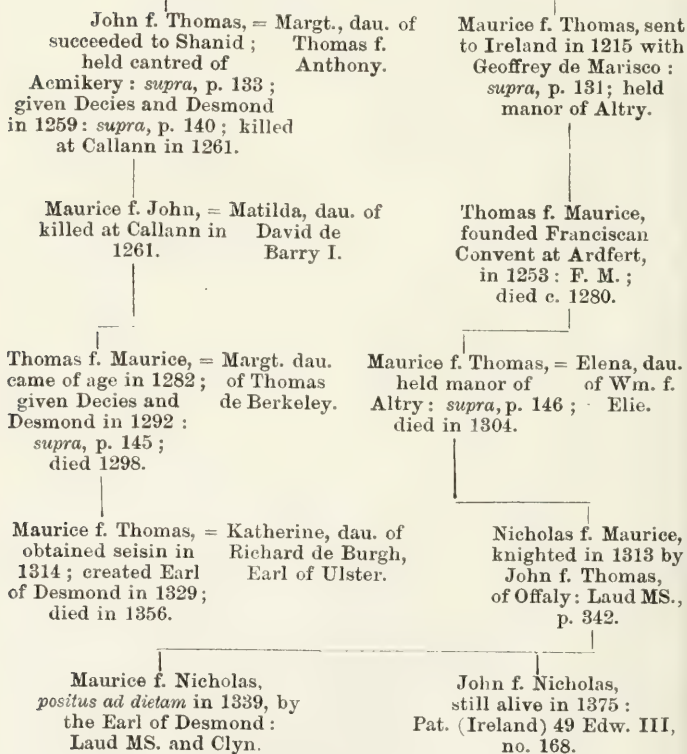 John f. Thomas, = Margt., dau. of
succeeded to Shanid ; Thomas f.
held cantred of Anthony.
Acmikery : supra, p. 133 ;
given Decies and Desmond
in 1259 : supra, p. 140 ; killed
at Callann in 1261.
Maurice f. Thomas, sent
to Ireland in 1215 with
Geoffrey de Marisco :
supra, p. 131 ; held
manor of Altry.
Maurice f. John, = Matilda, dau. of
killed at Callann in David de
1261. Barry I.
Thomas f. Maurice,
founded Franciscan
Convent at Ardfert,
in 1253 : F. M. ;
died c. 1280.
Thomas f. Maurice, = Margt. dau.
came of age in 1282 ; of Thomas
given Decies and de Berkeley.
Desmond in 1292 :
supra, p. 145 ;
died 1298.
Maurice f. Thomas, = Elena, dau.
held manor of of Wm. f.
Altry : supra, p. 146 ; Elie.
died in 1304.
Maurice f. Thomas, = Katherine, dau. of
obtained seisin in Richard de Burgh,
1314 ; created Earl Earl of Ulster.
of Desmond in 1329 ;
died in 1356.
Nicholas f. Maurice,
knighted in 1313 by
John f. Thomas,
of Offaly : Laud MS.,
p. 342.
Maurice f. Nicholas,
positus ad dietam in 1339, by
the Earl of Desmond :
Laud MS. and Clyn.
John f. Nicholas,
still alive in 1375 :
Pat. (Ireland) 49 Edw. III,
no. 168.